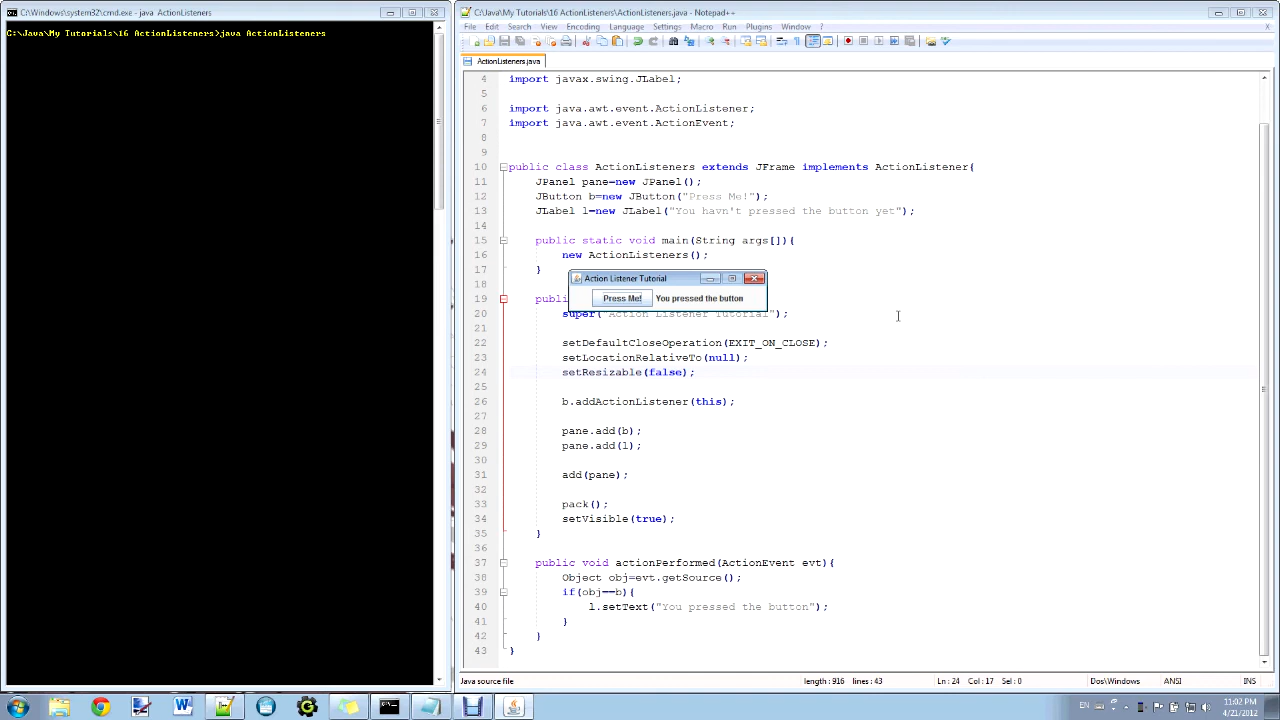 C:\Windows\system32\cmd.exe - java ActionListeners
C:\Java\My Tutorials\16 ActionListeners>java ActionListeners
C:\Java\My Tutorials\16 ActionListeners\ActionListeners.java - Notepad++
File Edit Search View Encoding Language Settings Macro Run Plugins Window ? X
ActionListeners.java
4 import javax.swing.JLabel;
5
6 import java.awt.event.ActionListener;
7 import java.awt.event.ActionEvent;
8
9
10 public class ActionListeners extends JFrame implements ActionListener{
11 JPanel pane=new JPanel();
12 JButton b=new JButton("Press Me!");
13 JLabel l=new JLabel("You havn't pressed the button yet");
14
15 public static void main(String args[]){
16 new ActionListeners();
17 }
18
19 publi
20 super("Action Listener Tutorial");
21
22 setDefaultCloseOperation(EXIT_ON_CLOSE);
23 setLocationRelativeTo(null);
24 setResizable(false);
25
26 b.addActionListener(this);
27
28 pane.add(b);
29 pane.add(l);
30
31 add(pane);
32
33 pack();
34 setVisible(true);
35 }
36
37 public void actionPerformed(ActionEvent evt){
38 Object obj=evt.getSource();
39 if(obj==b){
40 l.setText("You pressed the button");
41 }
42 }
43 }
Action Listener Tutorial
Press Me! You pressed the button
Java source file length : 916 lines : 43 Ln : 24 Col : 17 Sel : 0 Dos\Windows ANSI INS
EN 11:02 PM
4/21/2012